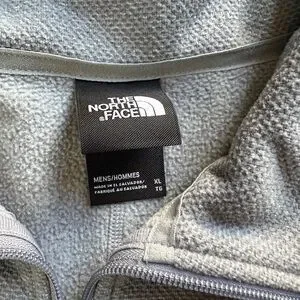 THE
NORTH
FACE
MENS/HOMMES
MADE IN EL SALVADOR/
FABRIQUÉ AU SALVADOR
XL
TG